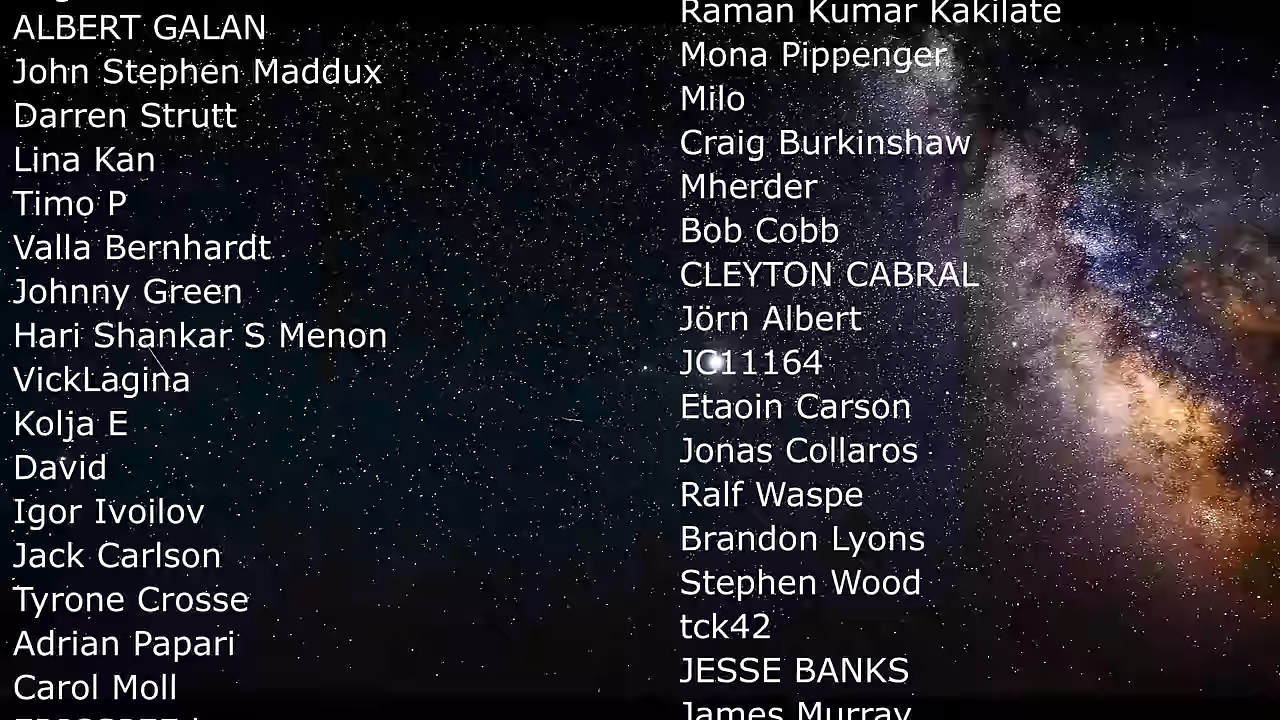 ALBERT GALAN
John Stephen Maddux
Darren Strutt
Lina Kan
Timo P
Valla Bernhardt
Johnny Green
Hari Shankar S Menon
VickLagina
Kolja E
David
Igor Ivoilov
Jack Carlson
Tyrone Crosse
Adrian Papari
Carol Moll
Raman Kumar Kakilate
Mona Pippenger
Milo
Craig Burkinshaw
Mherder
Bob Cobb
CLEYTON CABRAL
Jörn Albert
JC11164
Etaoin Carson
Jonas Collaros
Ralf Waspe
Brandon Lyons
Stephen Wood
tck42
JESSE BANKS
James Murray